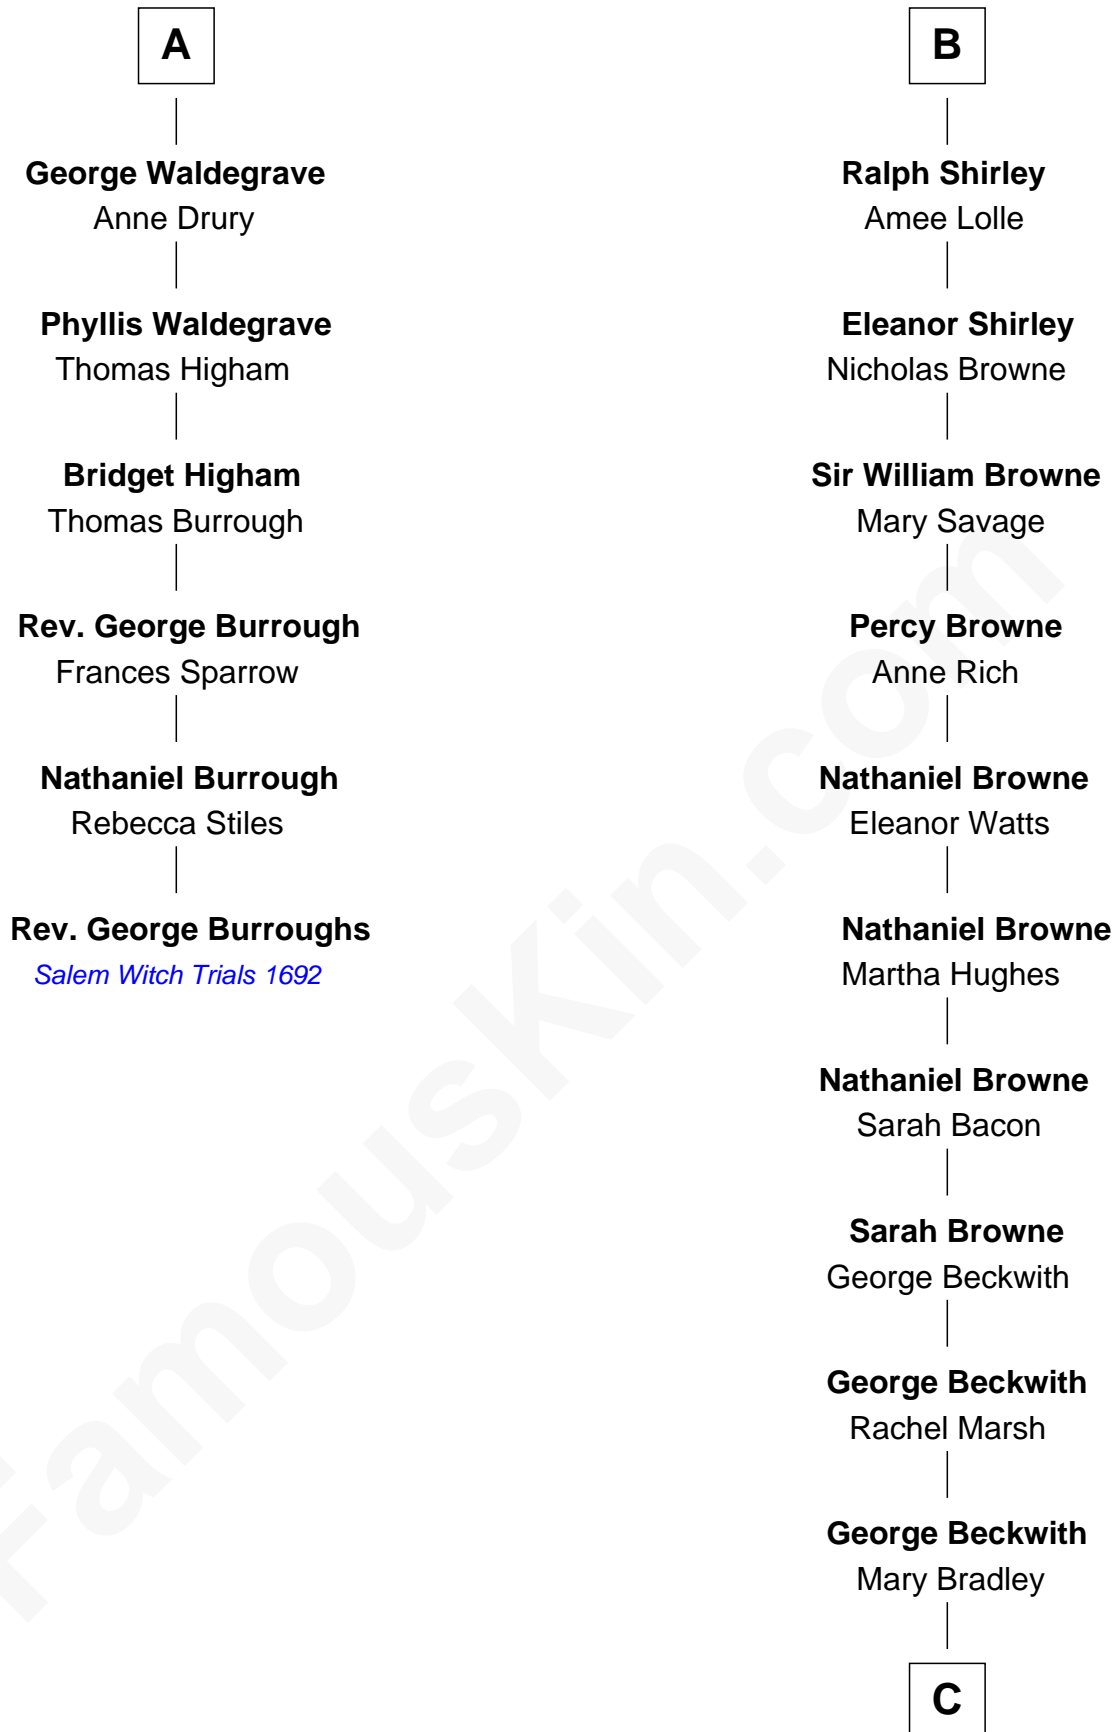 A
George Waldegrave
Anne Drury
Phyllis Waldegrave
Thomas Higham
Bridget Higham
Thomas Burrough
Rev. George Burrough
Frances Sparrow
Nathaniel Burrough
Rebecca Stiles
Rev. George Burroughs
Salem Witch Trials 1692
B
Ralph Shirley
Amee Lolle
Eleanor Shirley
Nicholas Browne
Sir William Browne
Mary Savage
Percy Browne
Anne Rich
Nathaniel Browne
Eleanor Watts
Nathaniel Browne
Martha Hughes
Nathaniel Browne
Sarah Bacon
Sarah Browne
George Beckwith
George Beckwith
Rachel Marsh
George Beckwith
Mary Bradley
C
FamousKin.com